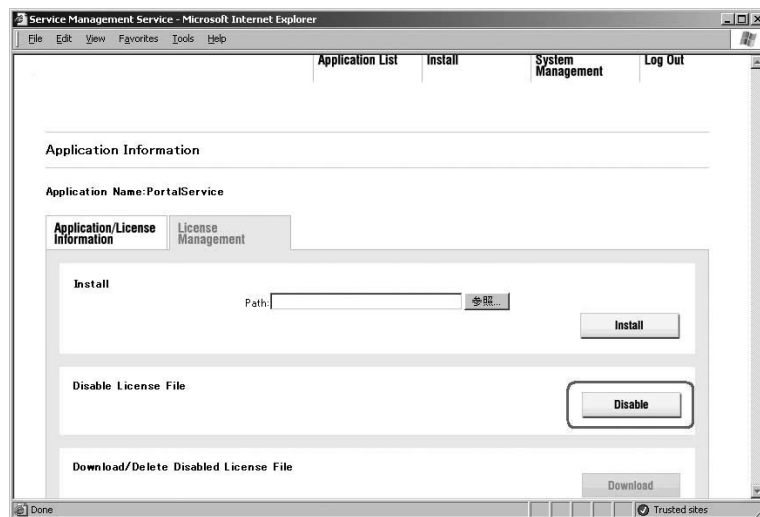 Service Management Service - Microsoft Internet Explorer
File Edit View Favorites Tools Help
Application List Install System Management Log Out
Application Information
Application Name:PortalService
Application/License Information License Management
Install
Path: 参照...
Install
Disable License File
Disable
Download/Delete Disabled License File
Download
Done Trusted sites